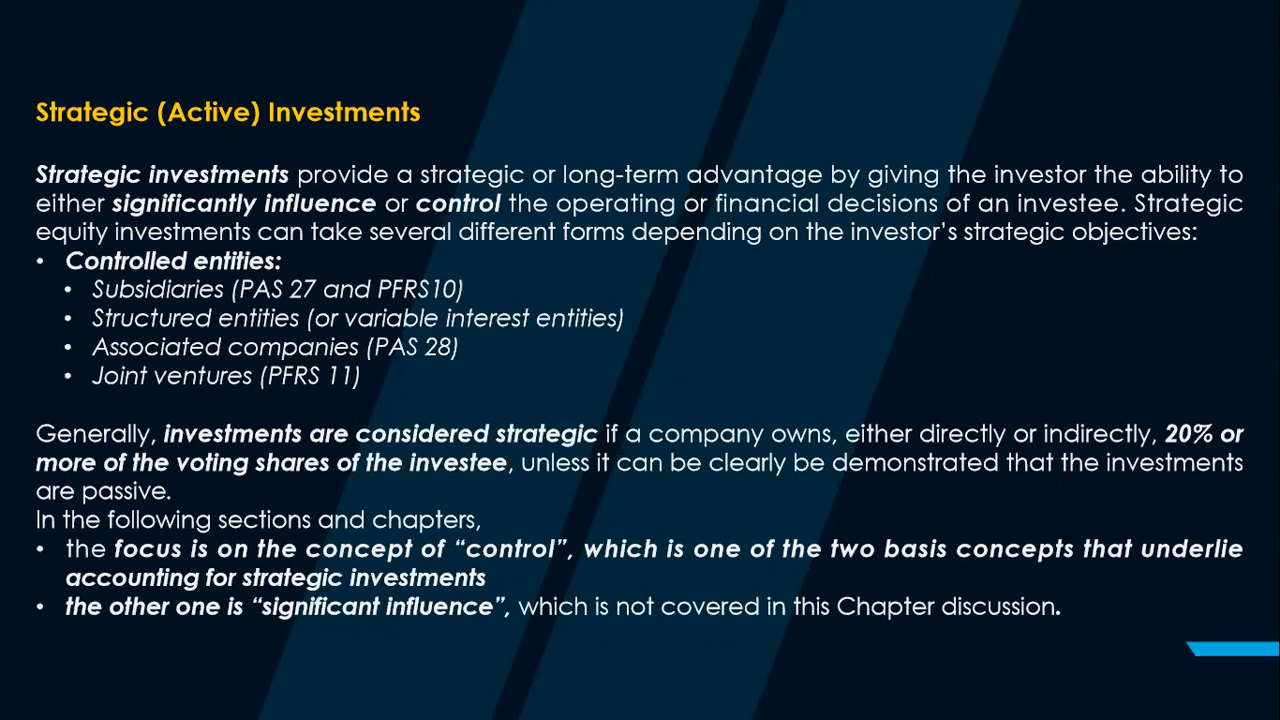 Strategic (Active) Investments
Strategic investments provide a strategic or long-term advantage by giving the investor the ability to
either significantly influence or control the operating or financial decisions of an investee. Strategic
equity investments can take several different forms depending on the investor's strategic objectives:
• Controlled entities:
• Subsidiaries (PAS 27 and PFRS10)
• Structured entities (or variable interest entities)
• Associated companies (PAS 28)
• Joint ventures (PFRS 11)
Generally, investments are considered strategic if a company owns, either directly or indirectly, 20% or
more of the voting shares of the investee, unless it can be clearly be demonstrated that the investments
are passive.
In the following sections and chapters,
• the focus is on the concept of “control”, which is one of the two basis concepts that underlie
accounting for strategic investments
• the other one is “significant influence”, which is not covered in this Chapter discussion.